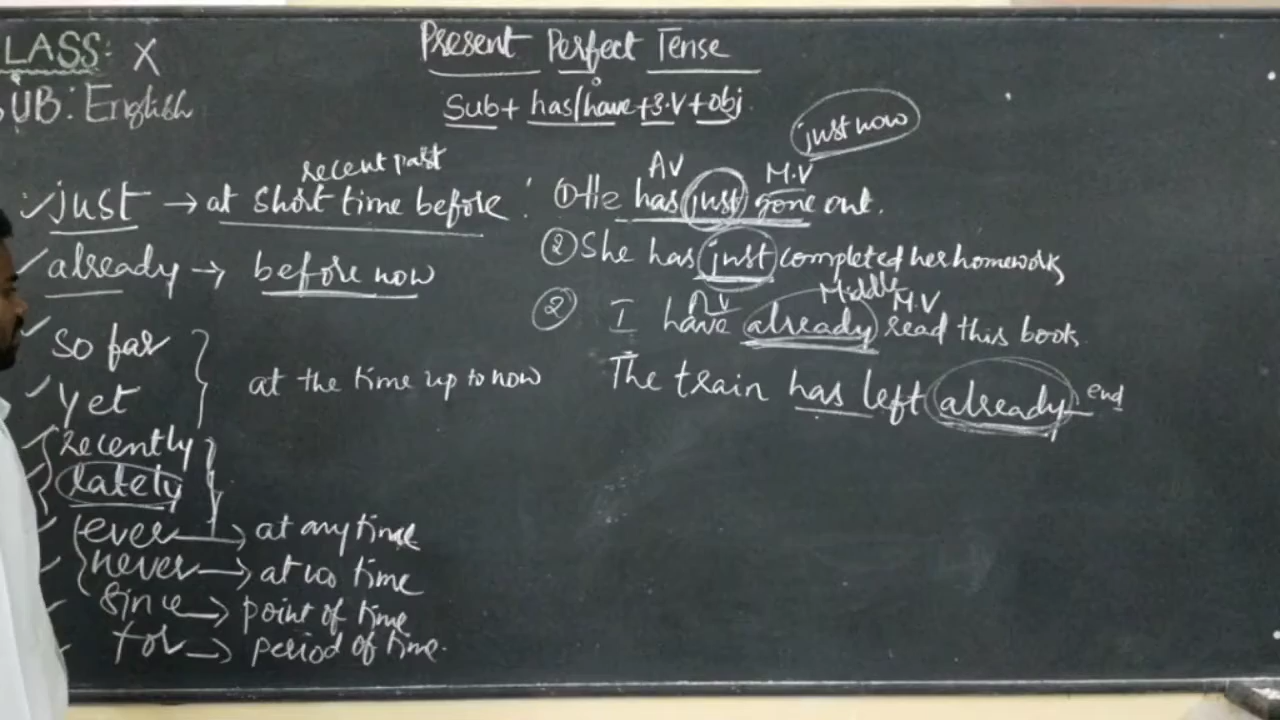 LASS: X
UB: English
Present Perfect Tense
Sub+ has/have +3.V + obj
just now
recent past
just → at short time before
already → before now
so far
yet
at the time up to now
recently
lately
ever → at any time
never → at no time
since → point of time
for → period of time.
AV M.V
① He has just gone out.
② She has just completed her homework
Middle
AV M.V
② I have already read this book.
The train has left already end